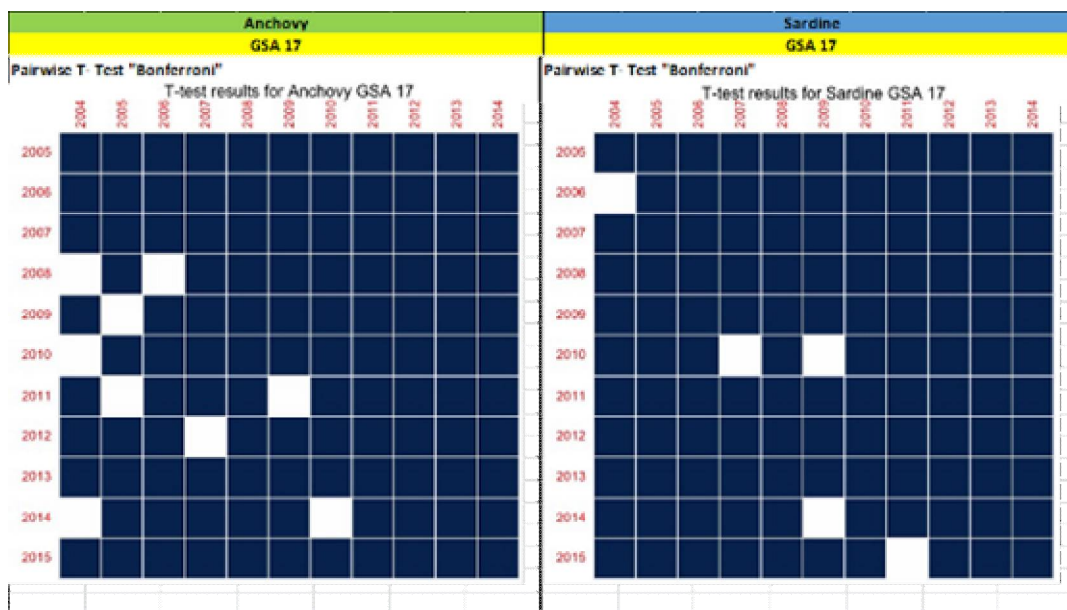 Anchovy
GSA 17
Pairwise T- Test "Bonferroni"
T-test results for Anchovy GSA 17
2004 2005 2006 2007 2008 2009 2010 2011 2012 2013 2014
2005
2006
2007
2008
2009
2010
2011
2012
2013
2014
2015
Sardine
GSA 17
Pairwise T- Test "Bonferroni"
T-test results for Sardine GSA 17
2004 2005 2006 2007 2008 2009 2010 2011 2012 2013 2014
2005
2006
2007
2008
2009
2010
2011
2012
2013
2014
2015